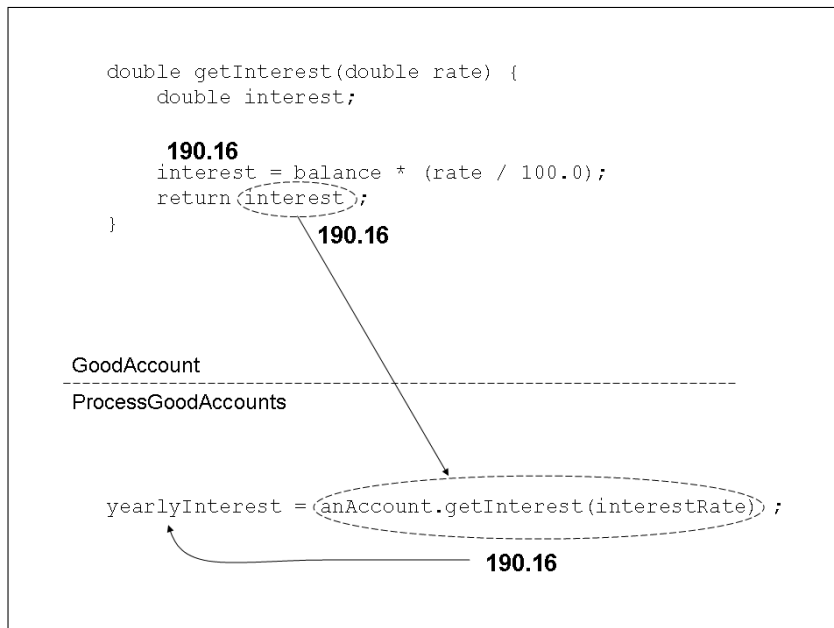 double getInterest(double rate) {
double interest;
190.16
interest = balance * (rate / 100.0);
return interest ;
}
190.16
GoodAccount
ProcessGoodAccounts
yearlyInterest = anAccount.getInterest(interestRate) ;
190.16